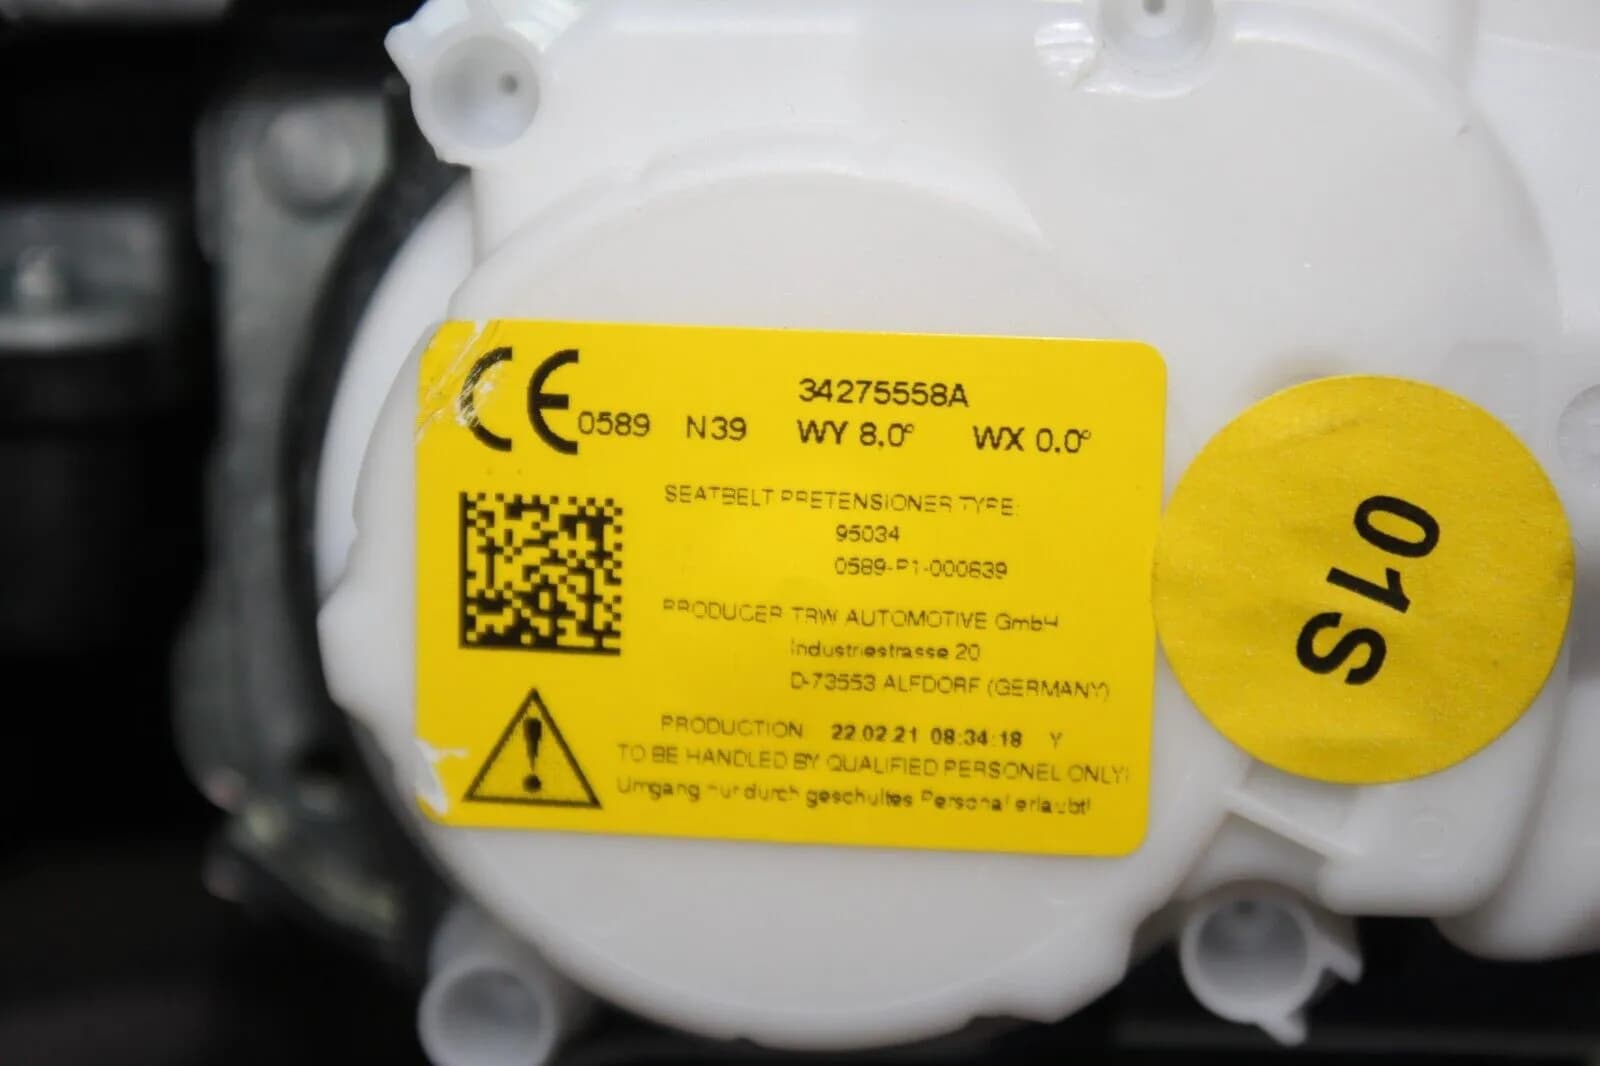 34275558A
CE 0589 N39 WY 8.0° WX 0.0°
SEATBELT PRETENSIONER TYPE:
95034
0589-P1-000639
PRODUCER TRW AUTOMOTIVE GmbH
Industriestrasse 20
D-73553 ALFDORF (GERMANY)
PRODUCTION 22.02.21 08:34:18 Y
TO BE HANDLED BY QUALIFIED PERSONEL ONLY!
Umgang nur durch geschultes Personal erlaubt!
01S